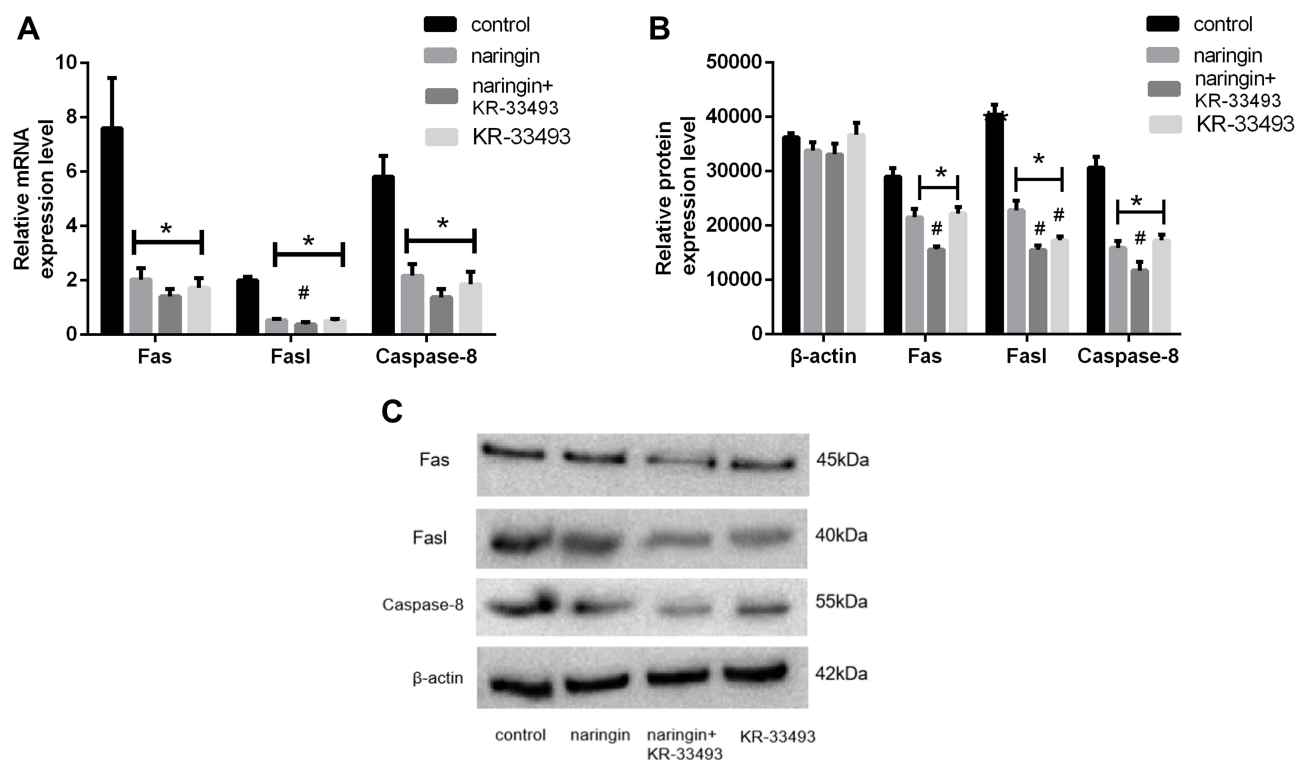 A
control
naringin
naringin+
KR-33493
KR-33493
Relative mRNA
expression level
10
8
6
4
2
0
*
*
#
*
Fas
Fasl
Caspase-8
B
control
naringin
naringin+
KR-33493
KR-33493
Relative protein
expression level
50000
40000
30000
20000
10000
0
**
*
#
*
#
#
*
#
β-actin
Fas
Fasl
Caspase-8
C
Fas
45kDa
Fasl
40kDa
Caspase-8
55kDa
β-actin
42kDa
control
naringin
naringin+
KR-33493
KR-33493